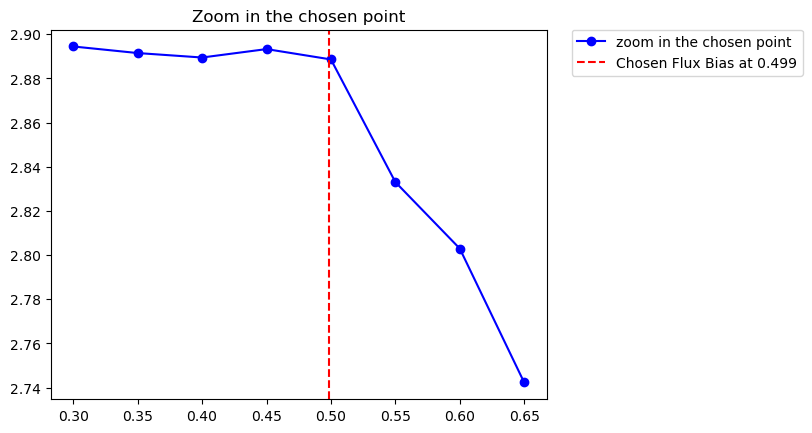 Zoom in the chosen point
2.90
2.88
2.86
2.84
2.82
2.80
2.78
2.76
2.74
0.30 0.35 0.40 0.45 0.50 0.55 0.60 0.65
zoom in the chosen point
Chosen Flux Bias at 0.499